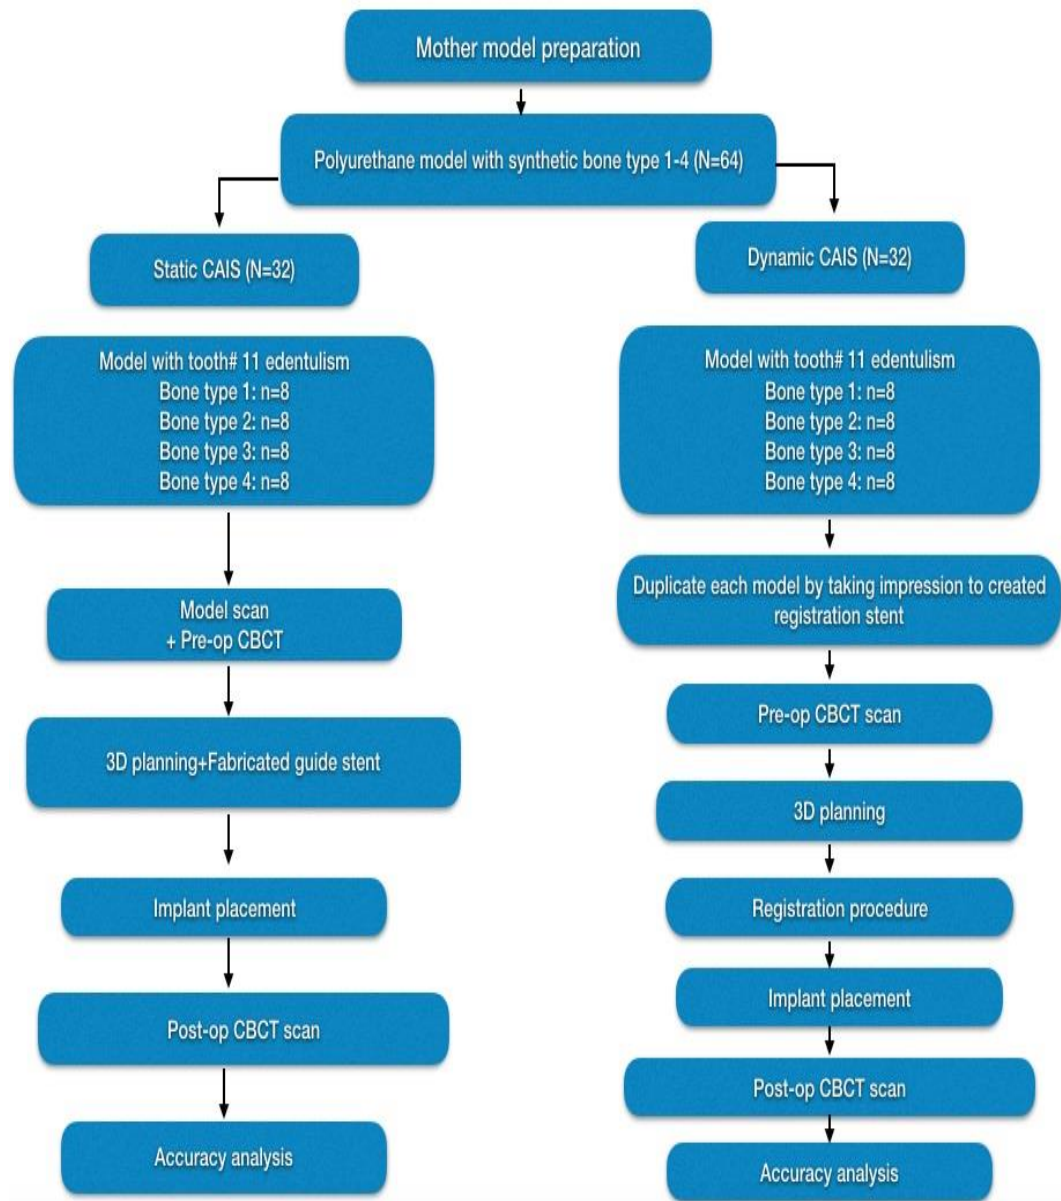 Mother model preparation
Polyurethane model with synthetic bone type 1-4 (N=64)
Static CAIS (N=32)
Model with tooth# 11 edentulism
Bone type 1: n=8
Bone type 2: n=8
Bone type 3: n=8
Bone type 4: n=8
Model scan
+ Pre-op CBCT
3D planning+Fabricated guide stent
Implant placement
Post-op CBCT scan
Accuracy analysis
Dynamic CAIS (N=32)
Model with tooth# 11 edentulism
Bone type 1: n=8
Bone type 2: n=8
Bone type 3: n=8
Bone type 4: n=8
Duplicate each model by taking impression to created
registration stent
Pre-op CBCT scan
3D planning
Registration procedure
Implant placement
Post-op CBCT scan
Accuracy analysis